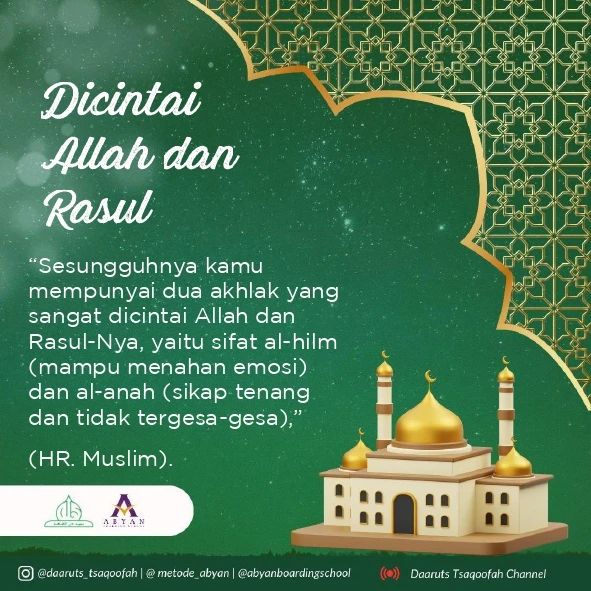 Dicintai
Allah dan
Rasul
“Sesungguhnya kamu
mempunyai dua akhlak yang
sangat dicintai Allah dan
Rasul-Nya, yaitu sifat al-hilm
(mampu menahan emosi)
dan al-anah (sikap tenang
dan tidak tergesa-gesa),”
(HR. Muslim).
ABYAN
@daaruts_tsaqoofah | @ metode_abyan | @abyanboardingschool
Daaruts Tsaqoofah Channel